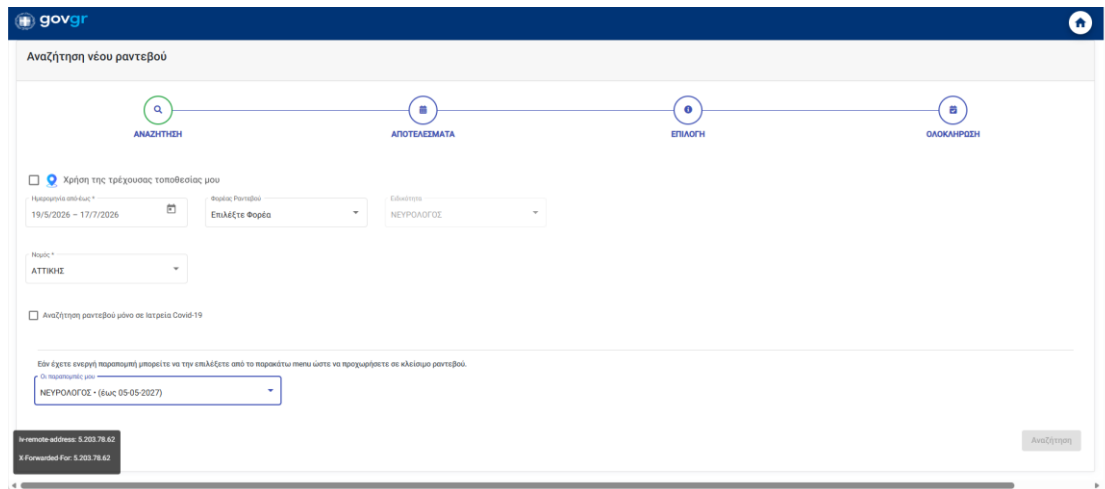 govgr
Αναζήτηση νέου ραντεβού
ΑΝΑΖΗΤΗΣΗ
ΑΠΟΤΕΛΕΣΜΑΤΑ
ΕΠΙΛΟΓΗ
ΟΛΟΚΛΗΡΩΣΗ
Χρήση της τρέχουσας τοποθεσίας μου
Ημερομηνία από-έως *
19/5/2026 – 17/7/2026
Φορέας Ραντεβού
Επιλέξτε Φορέα
Ειδικότητα
ΝΕΥΡΟΛΟΓΟΣ
Νομός *
ΑΤΤΙΚΗΣ
Αναζήτηση ραντεβού μόνο σε Ιατρεία Covid-19
Εάν έχετε ενεργή παραπομπή μπορείτε να την επιλέξετε από το παρακάτω menu ώστε να προχωρήσετε σε κλείσιμο ραντεβού.
Οι παραπομπές μου
ΝΕΥΡΟΛΟΓΟΣ • (έως 05-05-2027)
Αναζήτηση
iv-remote-address: 5.203.78.62
X-Forwarded-For: 5.203.78.62